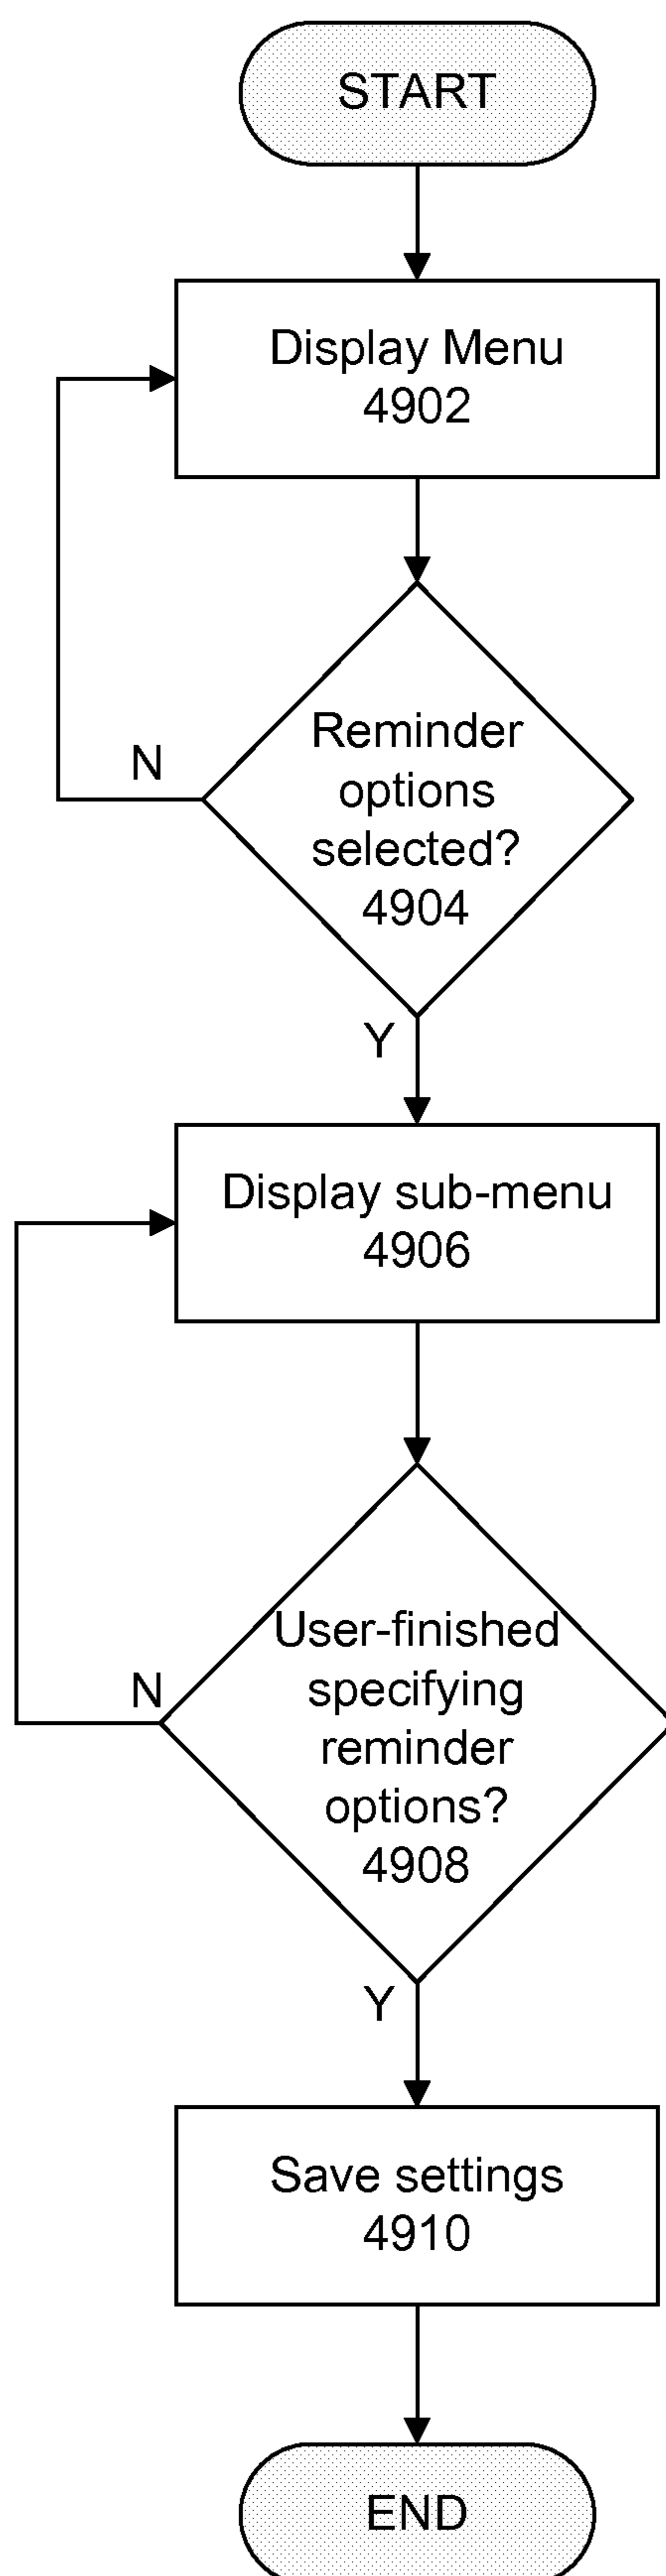 START
Display Menu
4902
Reminder
options
selected?
4904
N
Y
Display sub-menu
4906
User-finished
specifying
reminder
options?
4908
N
Y
Save settings
4910
END